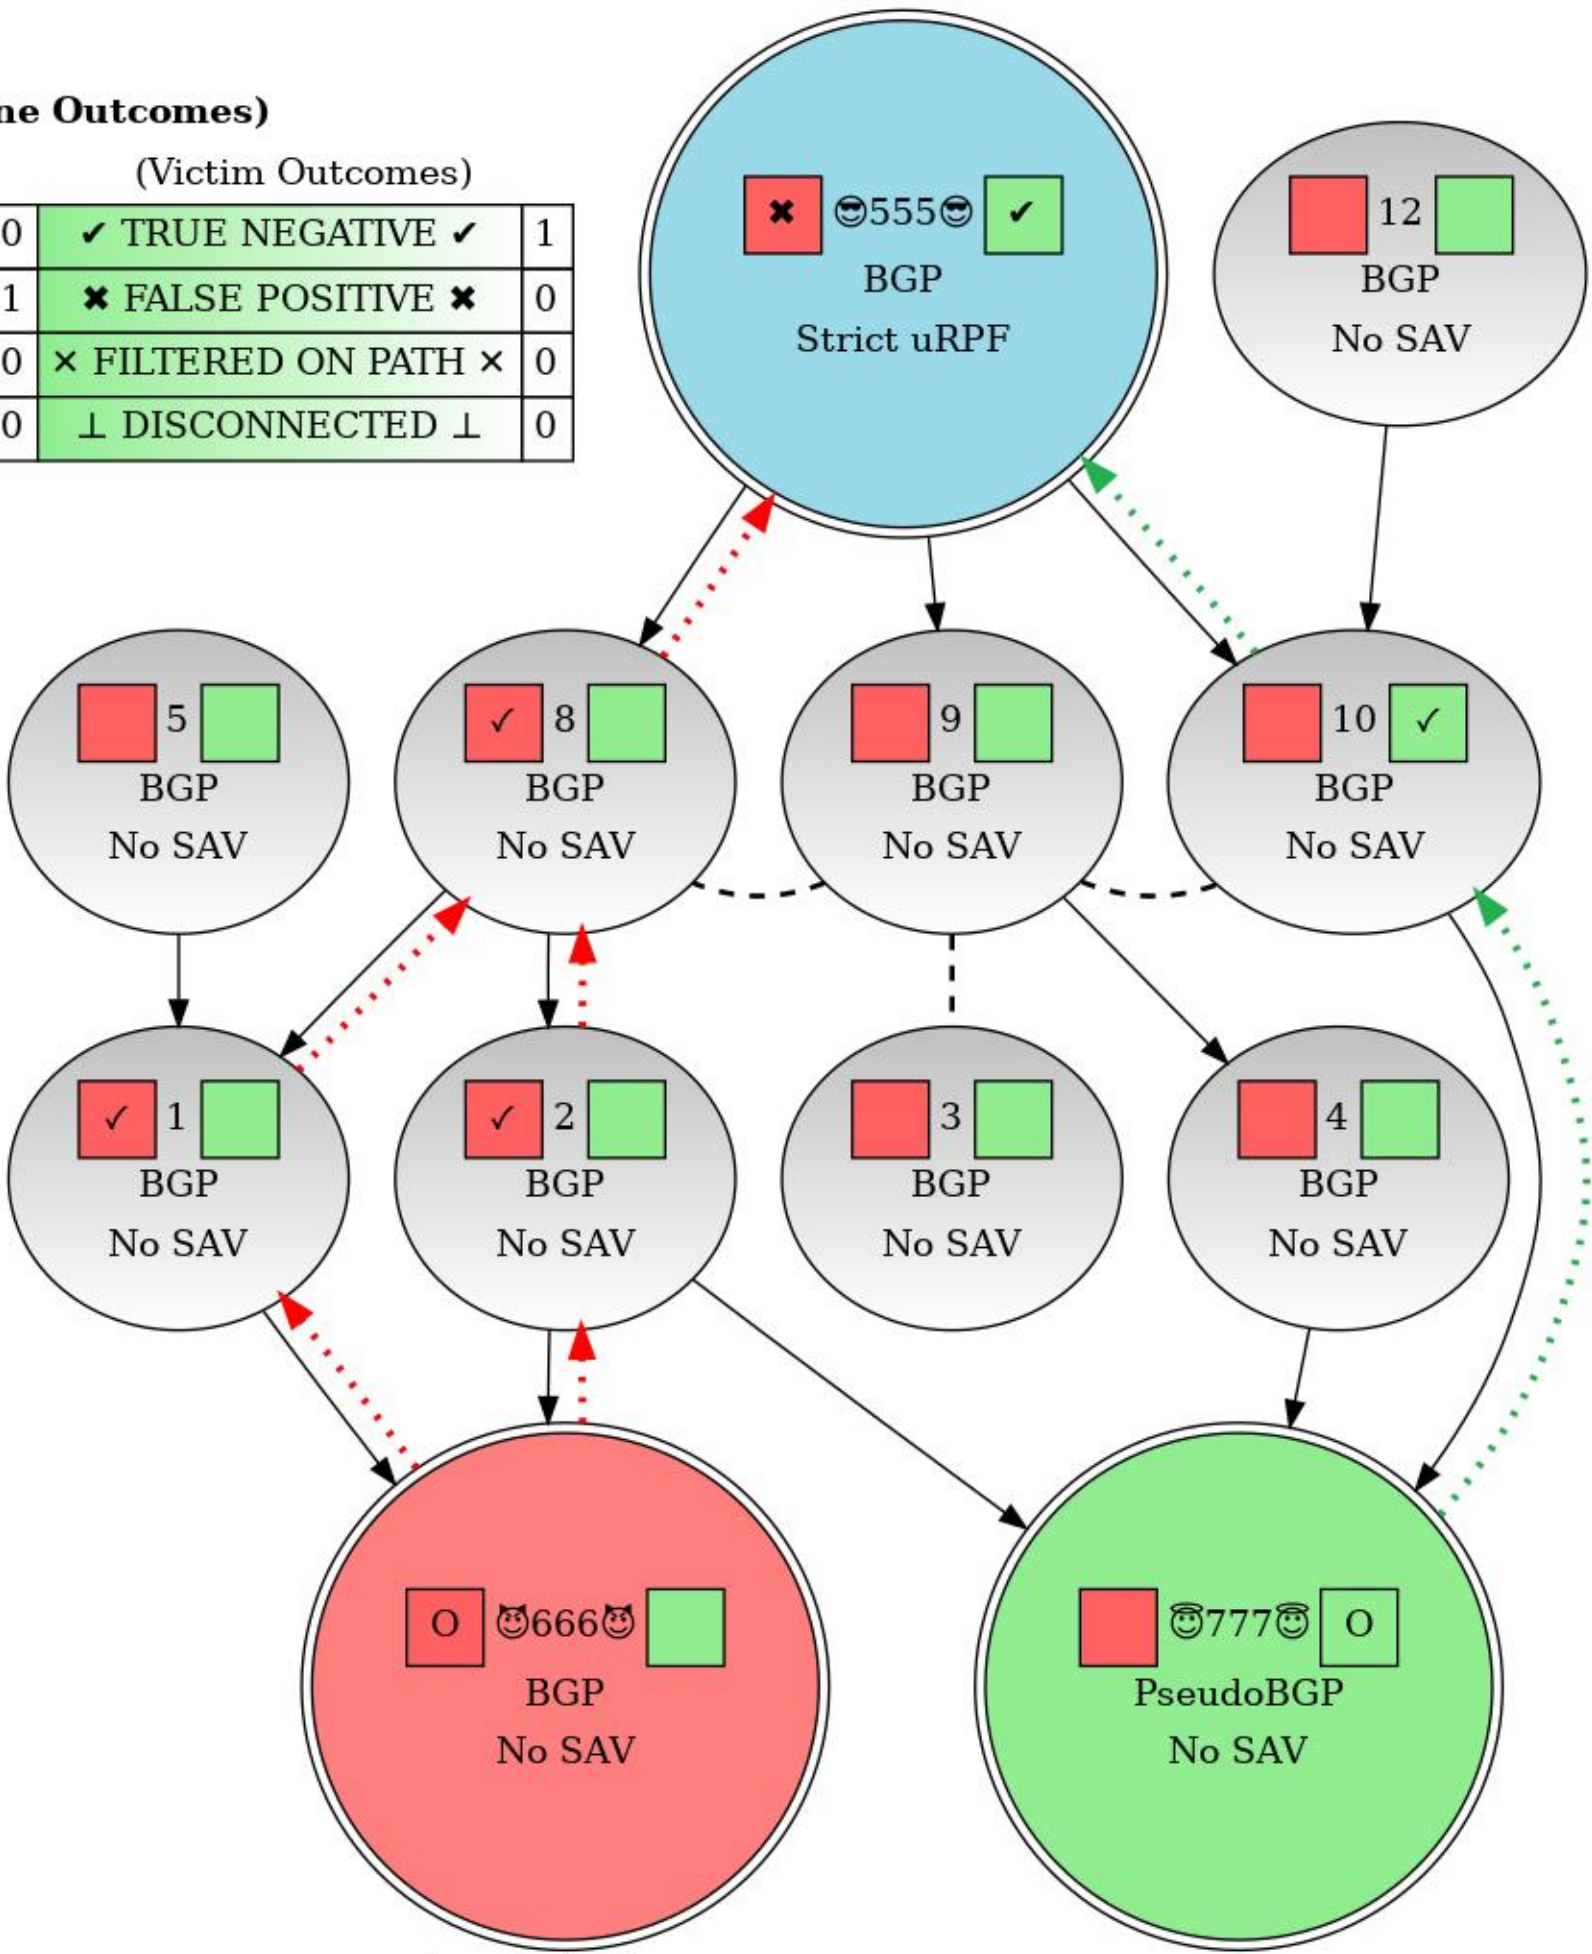 ne Outcomes)
(Victim Outcomes)
0 ✔ TRUE NEGATIVE ✔ 1
1 ✖ FALSE POSITIVE ✖ 0
0 ✕ FILTERED ON PATH ✕ 0
0 ⊥ DISCONNECTED ⊥ 0
✖ 😎555😎 ✔
BGP
Strict uRPF
12
BGP
No SAV
5
BGP
No SAV
✓ 8
BGP
No SAV
9
BGP
No SAV
10 ✓
BGP
No SAV
✓ 1
BGP
No SAV
✓ 2
BGP
No SAV
3
BGP
No SAV
4
BGP
No SAV
O 😈666😈
BGP
No SAV
😇777😇 O
PseudoBGP
No SAV